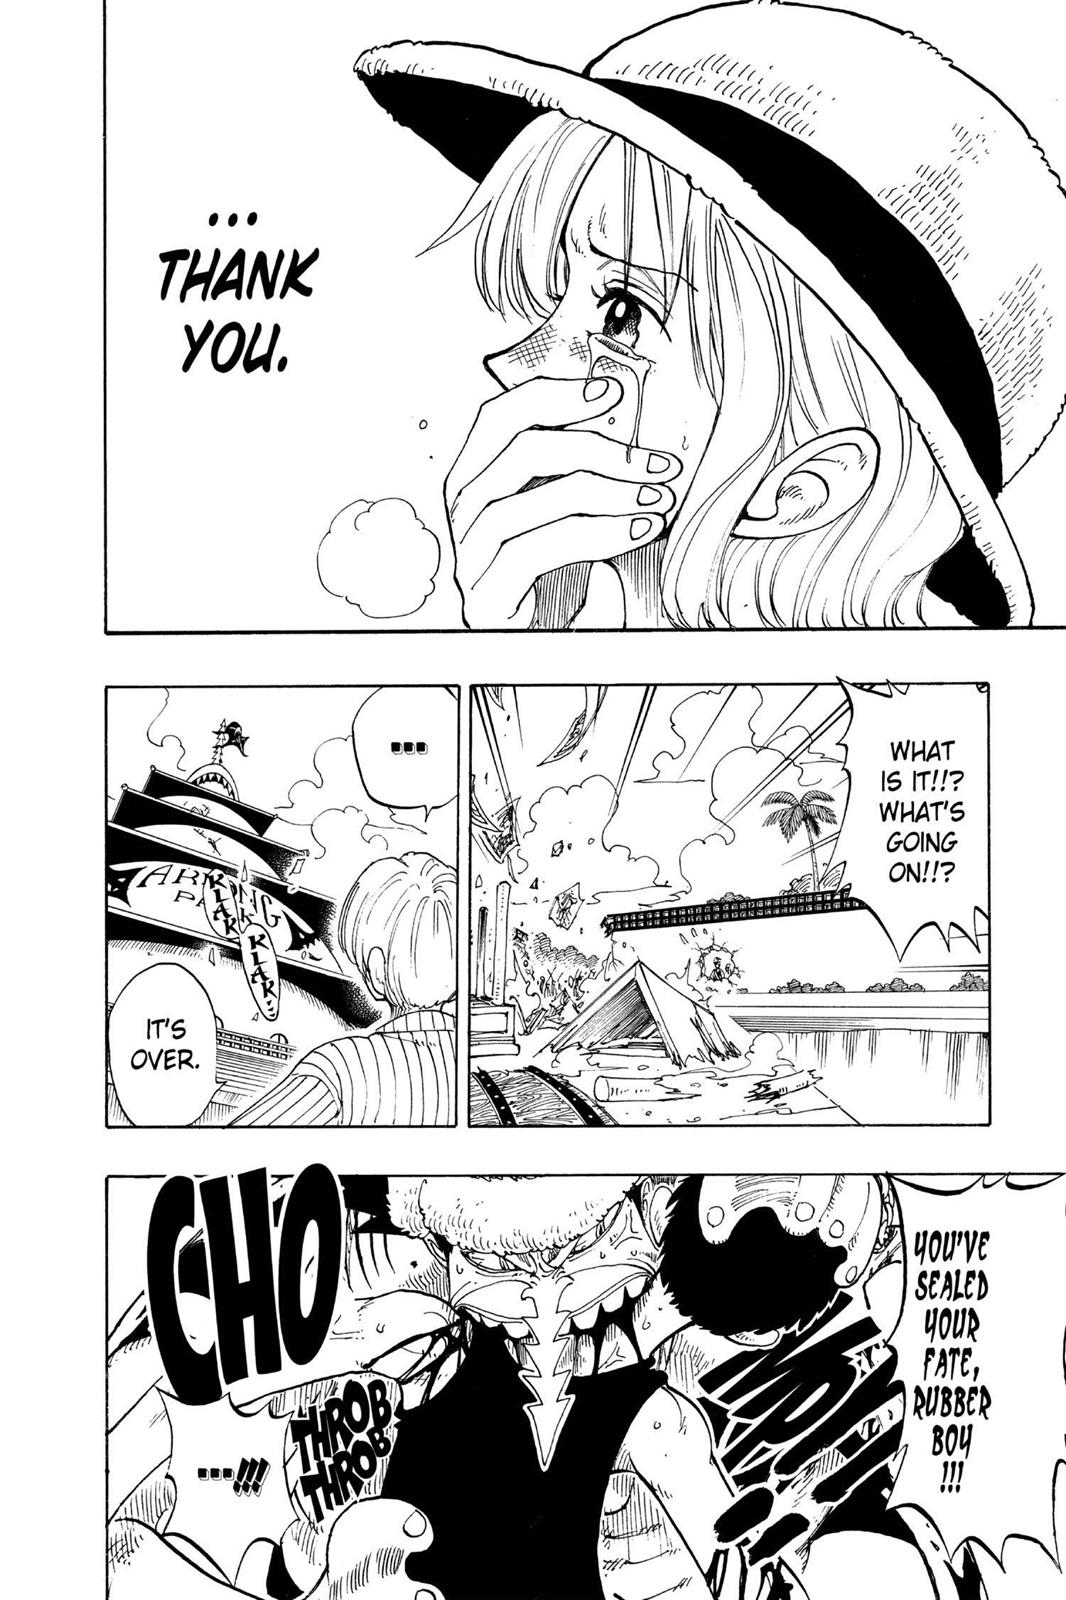 ...
THANK
YOU.
WHAT
IS IT!!?
WHAT'S
GOING
ON!!?
...
KLAK
KLAK
IT'S
OVER.
YOU'VE
SEALED
YOUR
FATE,
RUBBER
BOY
!!!
CHO
THROB
THROB
...!!!